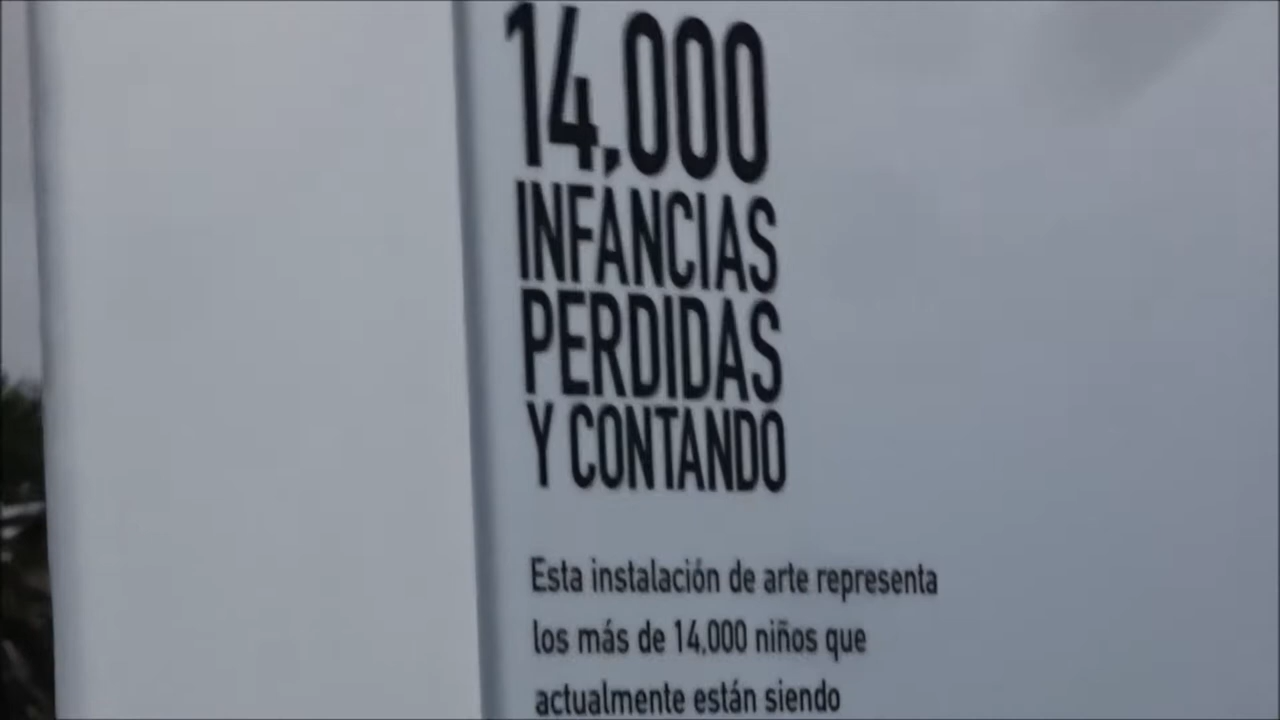 14,000
INFANCIAS
PERDIDAS
Y CONTANDO
Esta instalación de arte representa
los más de 14,000 niños que
actualmente están siendo